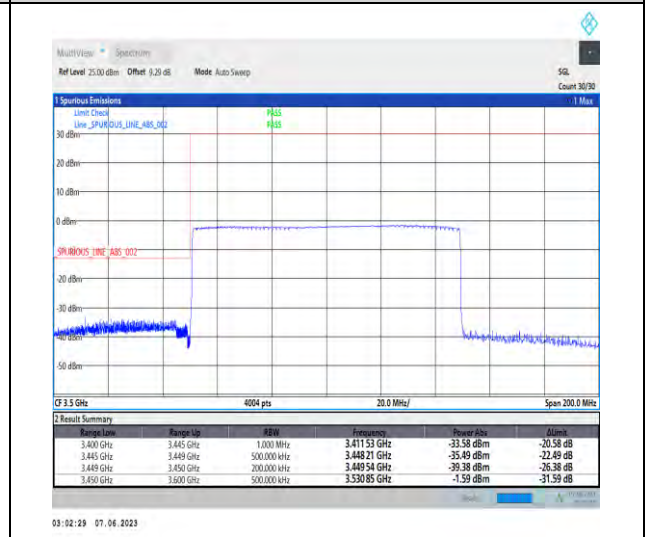 MultiView Spectrum
Ref Level 25.00 dBm Offset 9.29 dB Mode Auto Sweep SGL
Count 30/30
1 Spurious Emissions 1 Max
Limit Check PASS
Line _SPURIOUS_LINE_ABS_002 PASS
30 dBm
20 dBm
10 dBm
0 dBm
_SPURIOUS_LINE_ABS_002
-20 dBm
-30 dBm
-40 dBm
-50 dBm
CF 3.5 GHz 4004 pts 20.0 MHz/ Span 200.0 MHz
2 Result Summary
Range Low Range Up RBW Frequency Power Abs ΔLimit
3.400 GHz 3.445 GHz 1.000 MHz 3.411 53 GHz -33.58 dBm -20.58 dB
3.445 GHz 3.449 GHz 500.000 kHz 3.448 21 GHz -35.49 dBm -22.49 dB
3.449 GHz 3.450 GHz 200.000 kHz 3.449 54 GHz -39.38 dBm -26.38 dB
3.450 GHz 3.600 GHz 500.000 kHz 3.530 85 GHz -1.59 dBm -31.59 dB
03:02:29 07.06.2023